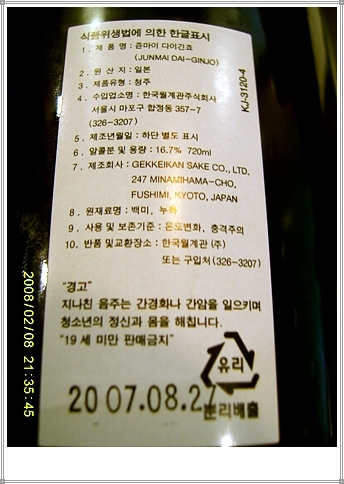 식품위생법에 의한 한글표시
1. 제 품 명 : 쥰마이 다이긴죠
(JUNMAI DAI-GINJO)
2. 원 산 지 : 일본
3. 제품유형 : 청주
4. 수입업소명 : 한국월계관주식회사
서울시 마포구 합정동 357-7
(326-3207)
5. 제조년월일 : 하단 별도 표시
6. 알콜분 및 용량 : 16.7% 720ml
7. 제조회사 : GEKKEIKAN SAKE CO., LTD.
247 MINAMIHAMA-CHO,
FUSHIMI, KYOTO, JAPAN
8. 원재료명 : 백미, 누룩
9. 사용 및 보존기준 : 온도변화, 충격주의
10. 반품 및교환장소 : 한국월계관 (주)
또는 구입처 (326-3207)
KJ-3120-4
"경고"
지나친 음주는 간경화나 간암을 일으키며
청소년의 정신과 몸을 해칩니다.
"19 세 미만 판매금지"
유리
분리배출
2007.08.27
2008/02/08 21:35:45